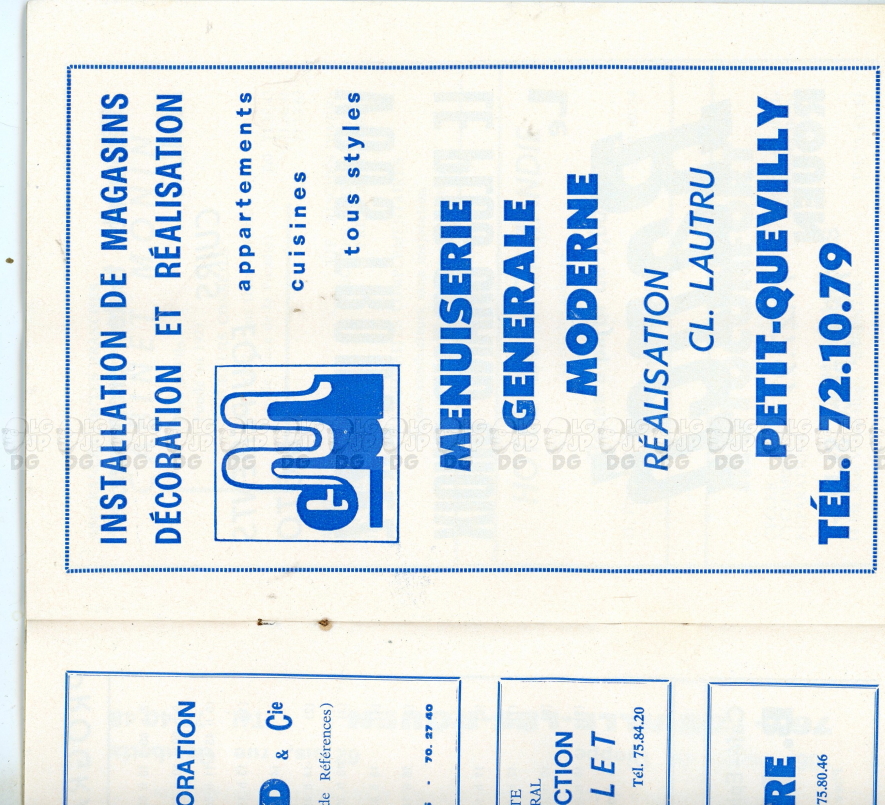 INSTALLATION DE MAGASINS
DÉCORATION ET RÉALISATION
appartements
cuisines
tous styles
MENUISERIE
GENERALE
MODERNE
RÉALISATION
CL. LAUTRU
PETIT-QUEVILLY
TÉL. 72.10.79
ORATION
D & Cie
de Références)
- 70. 27 40
TE
RAL
CTION
LET
Tél. 75.84.20
RE
75.80.46